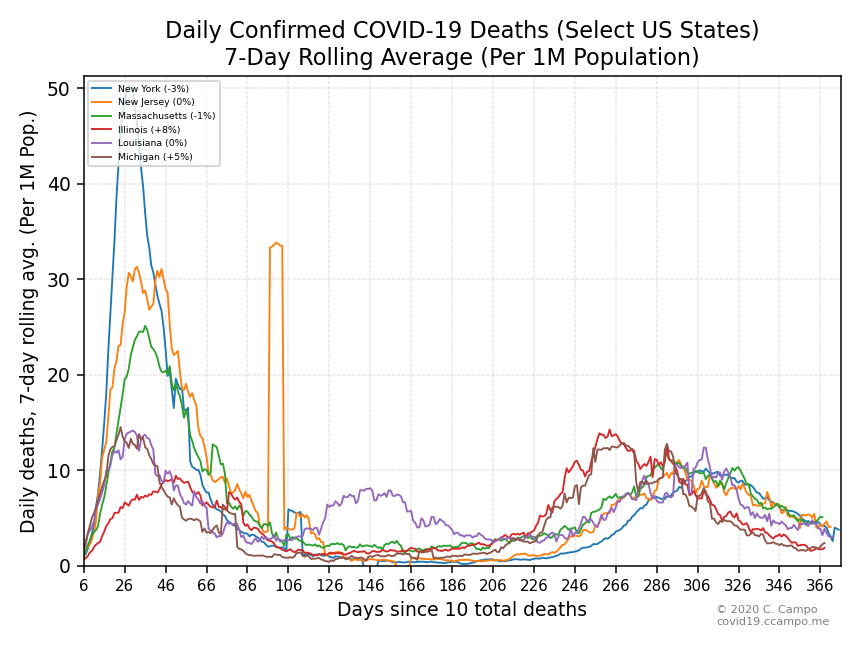 Daily Confirmed COVID-19 Deaths (Select US States)
7-Day Rolling Average (Per 1M Population)
Daily deaths, 7-day rolling avg. (Per 1M Pop.)
50
40
30
20
10
0
New York (-3%)
New Jersey (0%)
Massachusetts (-1%)
Illinois (+8%)
Louisiana (0%)
Michigan (+5%)
6 26 46 66 86 106 126 146 166 186 206 226 246 266 286 306 326 346 366
Days since 10 total deaths
© 2020 C. Campo
covid19.ccampo.me